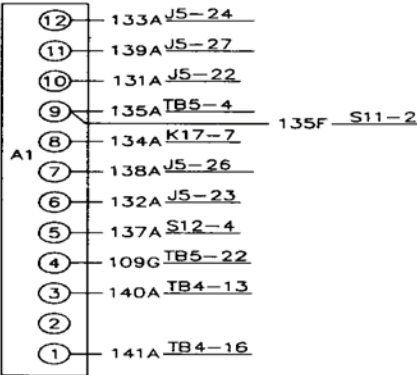 12 133A J5-24
11 139A J5-27
10 131A J5-22
9 135A TB5-4 135F S11-2
8 134A K17-7
A1
7 138A J5-26
6 132A J5-23
5 137A S12-4
4 109G TB5-22
3 140A TB4-13
2
1 141A TB4-16